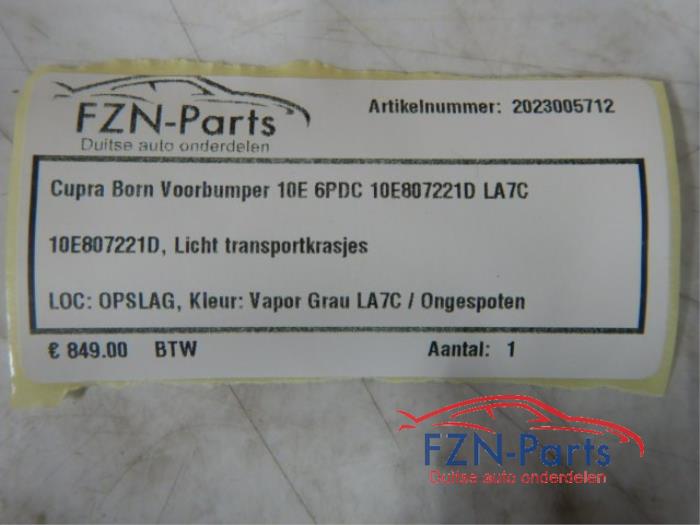 FZN-Parts
Duitse auto onderdelen
Artikelnummer: 2023005712
Cupra Born Voorbumper 10E 6PDC 10E807221D LA7C
10E807221D, Licht transportkrasjes
LOC: OPSLAG, Kleur: Vapor Grau LA7C / Ongespoten
€ 849.00 BTW Aantal: 1
FZN-Parts
Duitse auto onderdelen